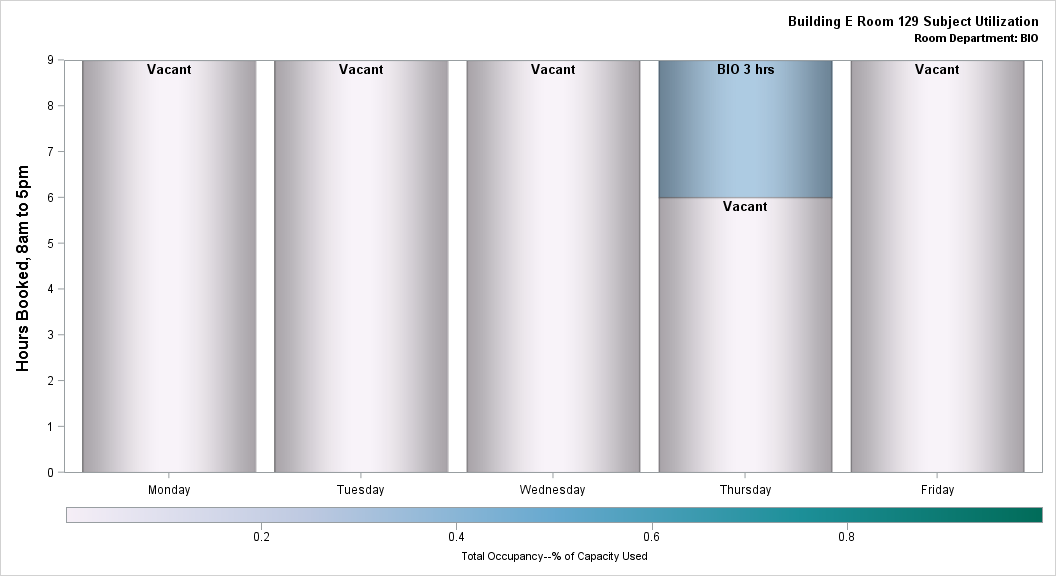 Building E Room 129 Subject Utilization
Room Department: BIO
Hours Booked, 8am to 5pm
9
8
7
6
5
4
3
2
1
0
Vacant
Vacant
Vacant
BIO 3 hrs
Vacant
Vacant
Monday
Tuesday
Wednesday
Thursday
Friday
0.2
0.4
0.6
0.8
Total Occupancy--% of Capacity Used